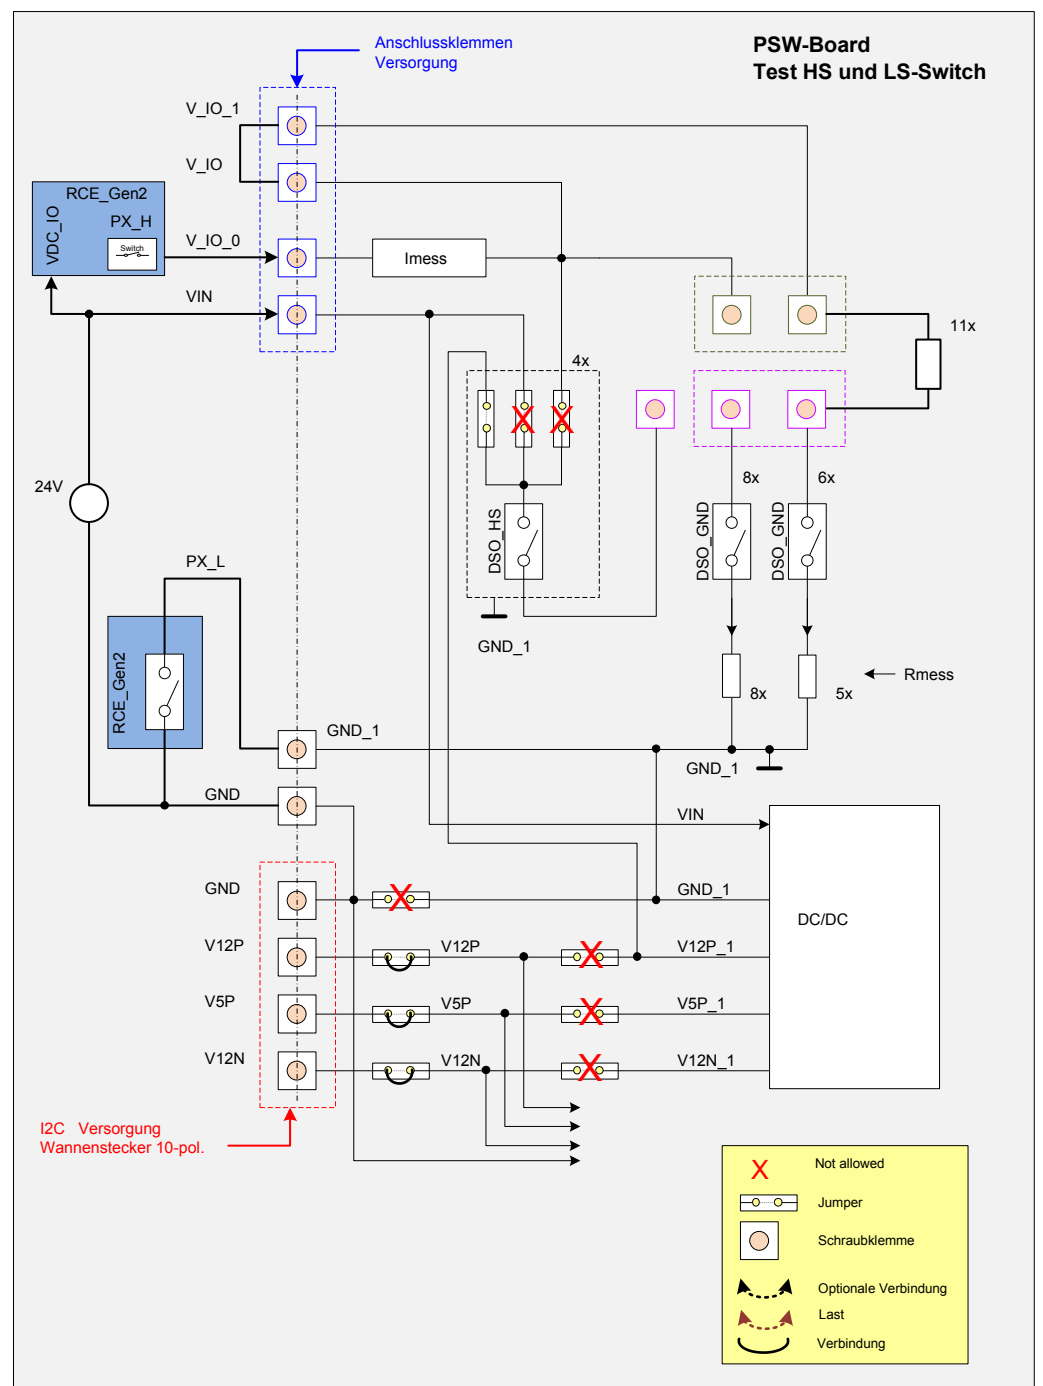 Anschlussklemmen
Versorgung
PSW-Board
Test HS und LS-Switch
V_IO_1
V_IO
RCE_Gen2
VDC_IO
PX_H
Switch
V_IO_0
Imess
VIN
11x
4x
24V
8x
6x
DSO_HS
DSO_GND
DSO_GND
PX_L
GND_1
RCE_Gen2
Rmess
8x
5x
GND_1
GND_1
GND
VIN
GND
GND_1
DC/DC
V12P
V12P
V12P_1
V5P
V5P
V5P_1
V12N
V12N
V12N_1
I2C Versorgung
Wannenstecker 10-pol.
X Not allowed
Jumper
Schraubklemme
Optionale Verbindung
Last
Verbindung